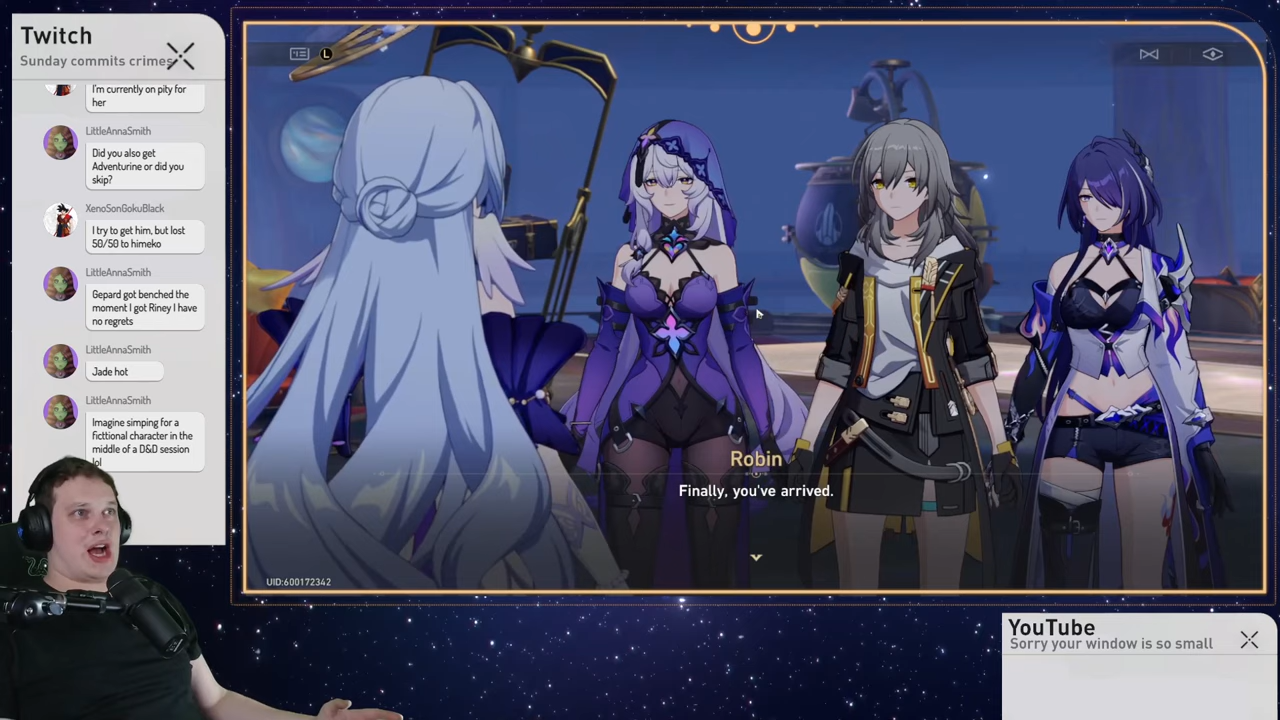 Twitch
Sunday commits crimes
I'm currently on pity for
her
LittleAnnaSmith
Did you also get
Adventurine or did you
skip?
XenoSonGokuBlack
I try to get him, but lost
50/50 to himeko
LittleAnnaSmith
Gepard got benched the
moment I got Riney I have
no regrets
LittleAnnaSmith
Jade hot
LittleAnnaSmith
Imagine simping for a
fictional character in the
middle of a D&D session
lol
L
Robin
Finally, you've arrived.
UID:600172342
YouTube
Sorry your window is so small